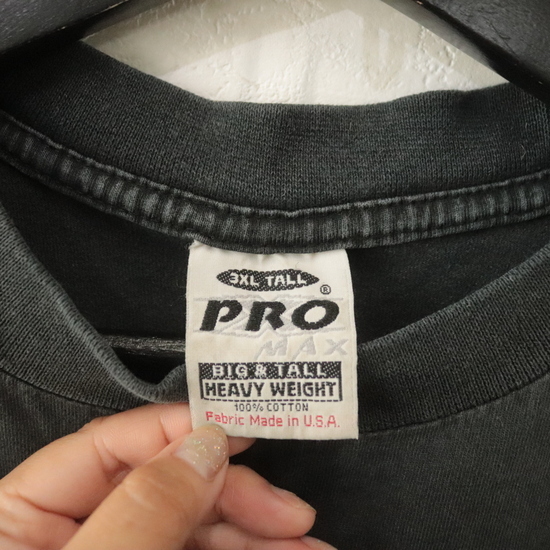 3XL TALL
PRO®
MAX
BIG & TALL
HEAVY WEIGHT
100% COTTON
Fabric Made in U.S.A.